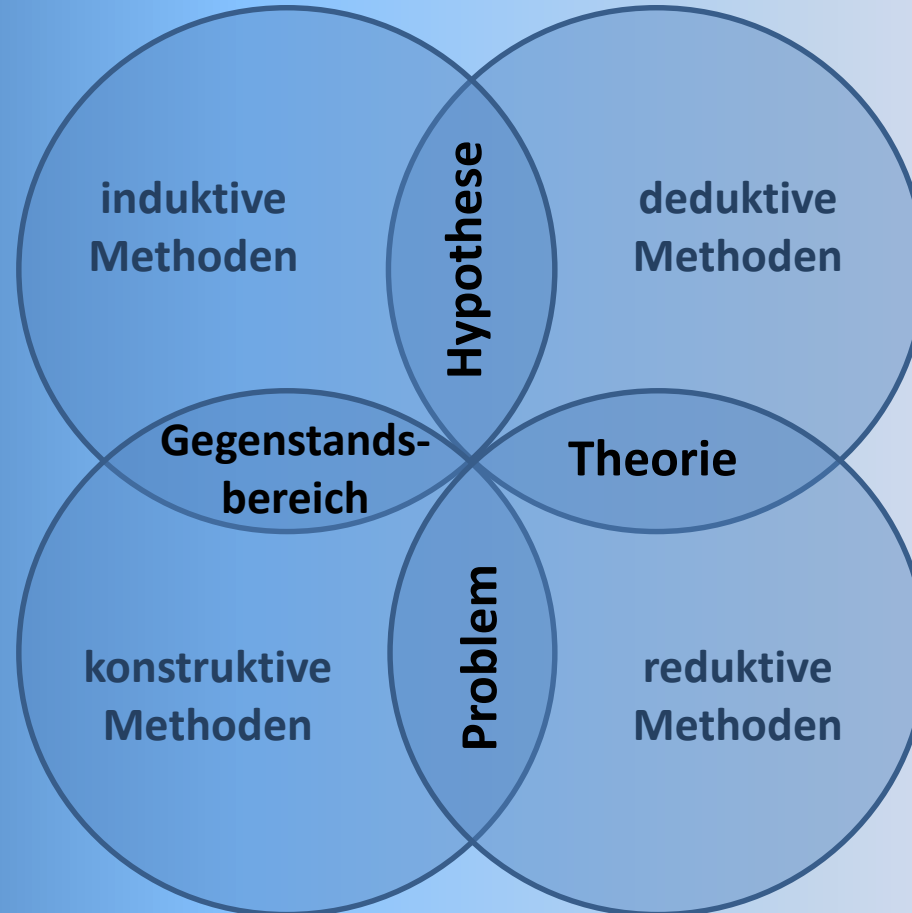 induktive
Methoden
Hypothese
deduktive
Methoden
Gegenstands-
bereich
Theorie
konstruktive
Methoden
Problem
reduktive
Methoden